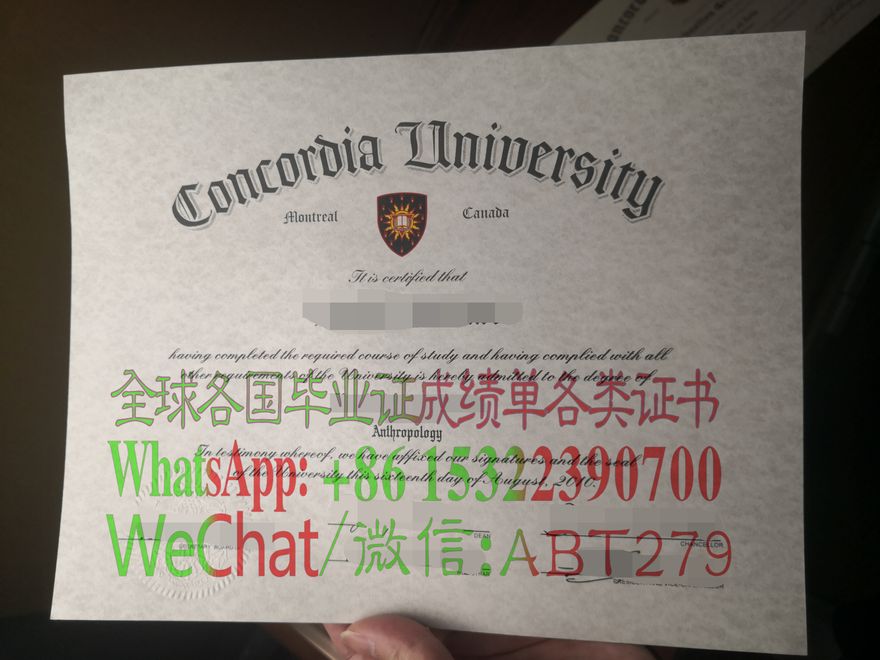 Concordia University
Montreal Canada
It is certified that
having completed the required course of study and having complied with all
other requirements of the University is hereby admitted to the degree of
全球各国毕业证成绩单各类证书
Anthropology
In testimony whereof, we have affixed our signatures and the seal
of the University this sixteenth day of August, 2010.
WhatsApp: +86 15322390700
DEAN
CHANCELLOR
WeChat/微信:ABT279